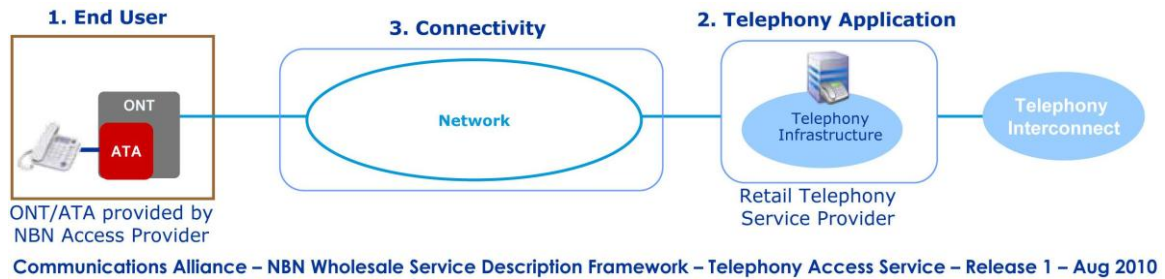 1. End User
3. Connectivity
2. Telephony Application
ONT
ATA
Network
Telephony
Infrastructure
Telephony
Interconnect
ONT/ATA provided by
NBN Access Provider
Retail Telephony
Service Provider
Communications Alliance – NBN Wholesale Service Description Framework – Telephony Access Service – Release 1 – Aug 2010